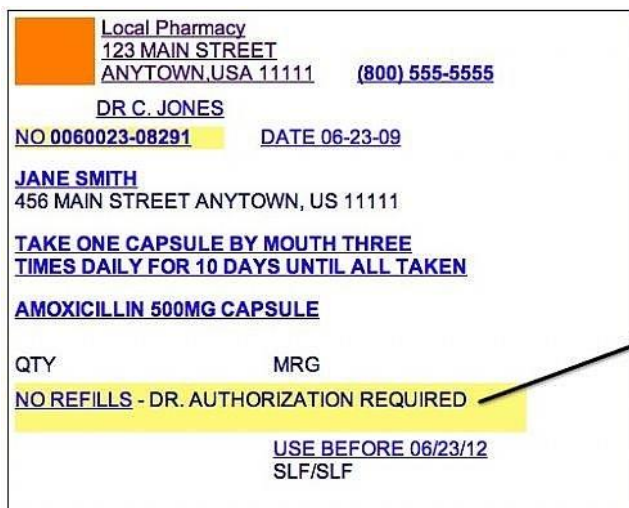 Local Pharmacy
123 MAIN STREET
ANYTOWN,USA 11111 (800) 555-5555
DR C. JONES
NO 0060023-08291 DATE 06-23-09
JANE SMITH
456 MAIN STREET ANYTOWN, US 11111
TAKE ONE CAPSULE BY MOUTH THREE
TIMES DAILY FOR 10 DAYS UNTIL ALL TAKEN
AMOXICILLIN 500MG CAPSULE
QTY MRG
NO REFILLS - DR. AUTHORIZATION REQUIRED
USE BEFORE 06/23/12
SLF/SLF